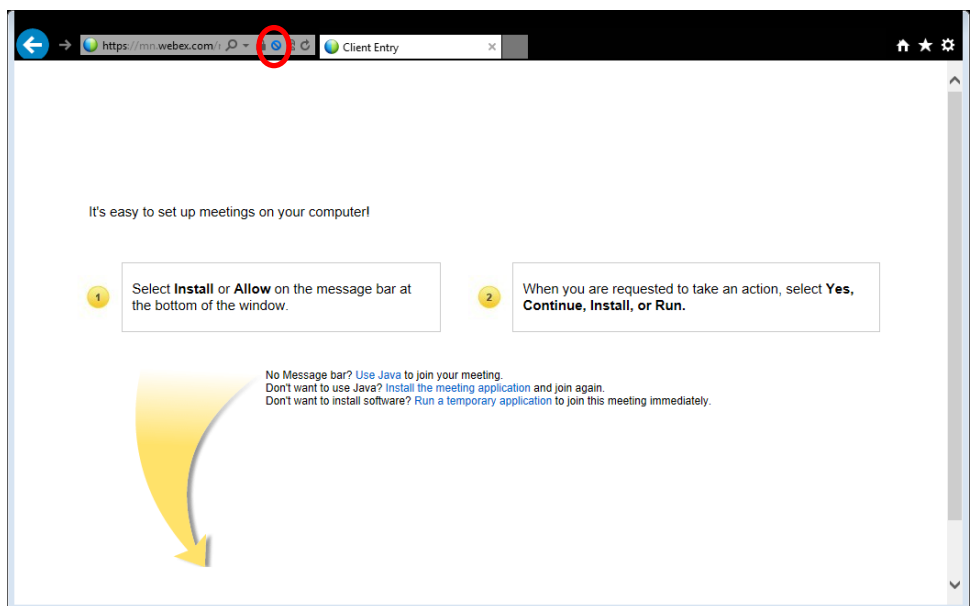 https://mn.webex.com/
Client Entry
It's easy to set up meetings on your computer!
1
Select Install or Allow on the message bar at
the bottom of the window.
2
When you are requested to take an action, select Yes,
Continue, Install, or Run.
No Message bar? Use Java to join your meeting.
Don't want to use Java? Install the meeting application and join again.
Don't want to install software? Run a temporary application to join this meeting immediately.